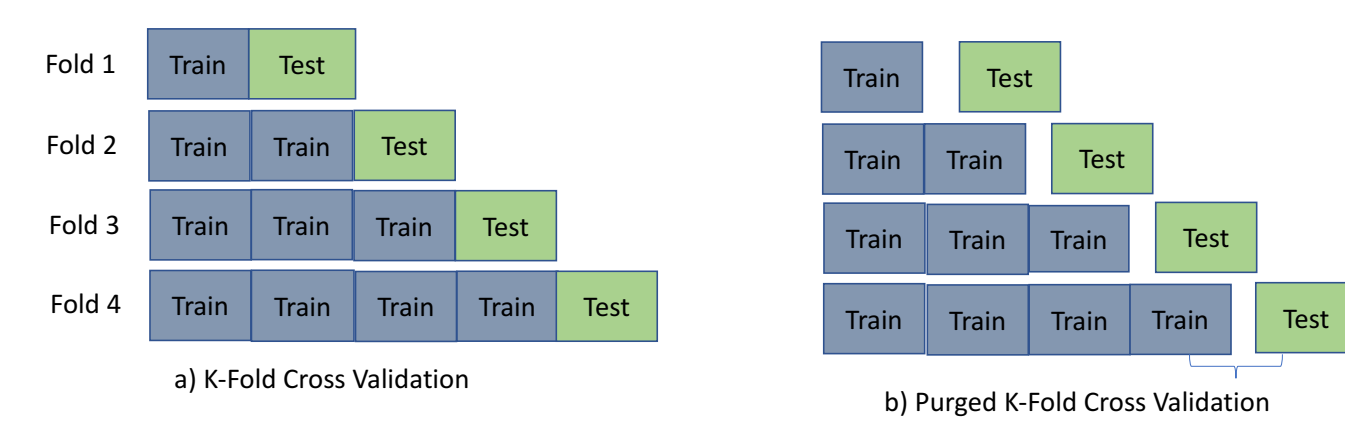 Fold 1 Train Test
Fold 2 Train Train Test
Fold 3 Train Train Train Test
Fold 4 Train Train Train Train Test
a) K-Fold Cross Validation
Train Test
Train Train Test
Train Train Train Test
Train Train Train Train Test
b) Purged K-Fold Cross Validation